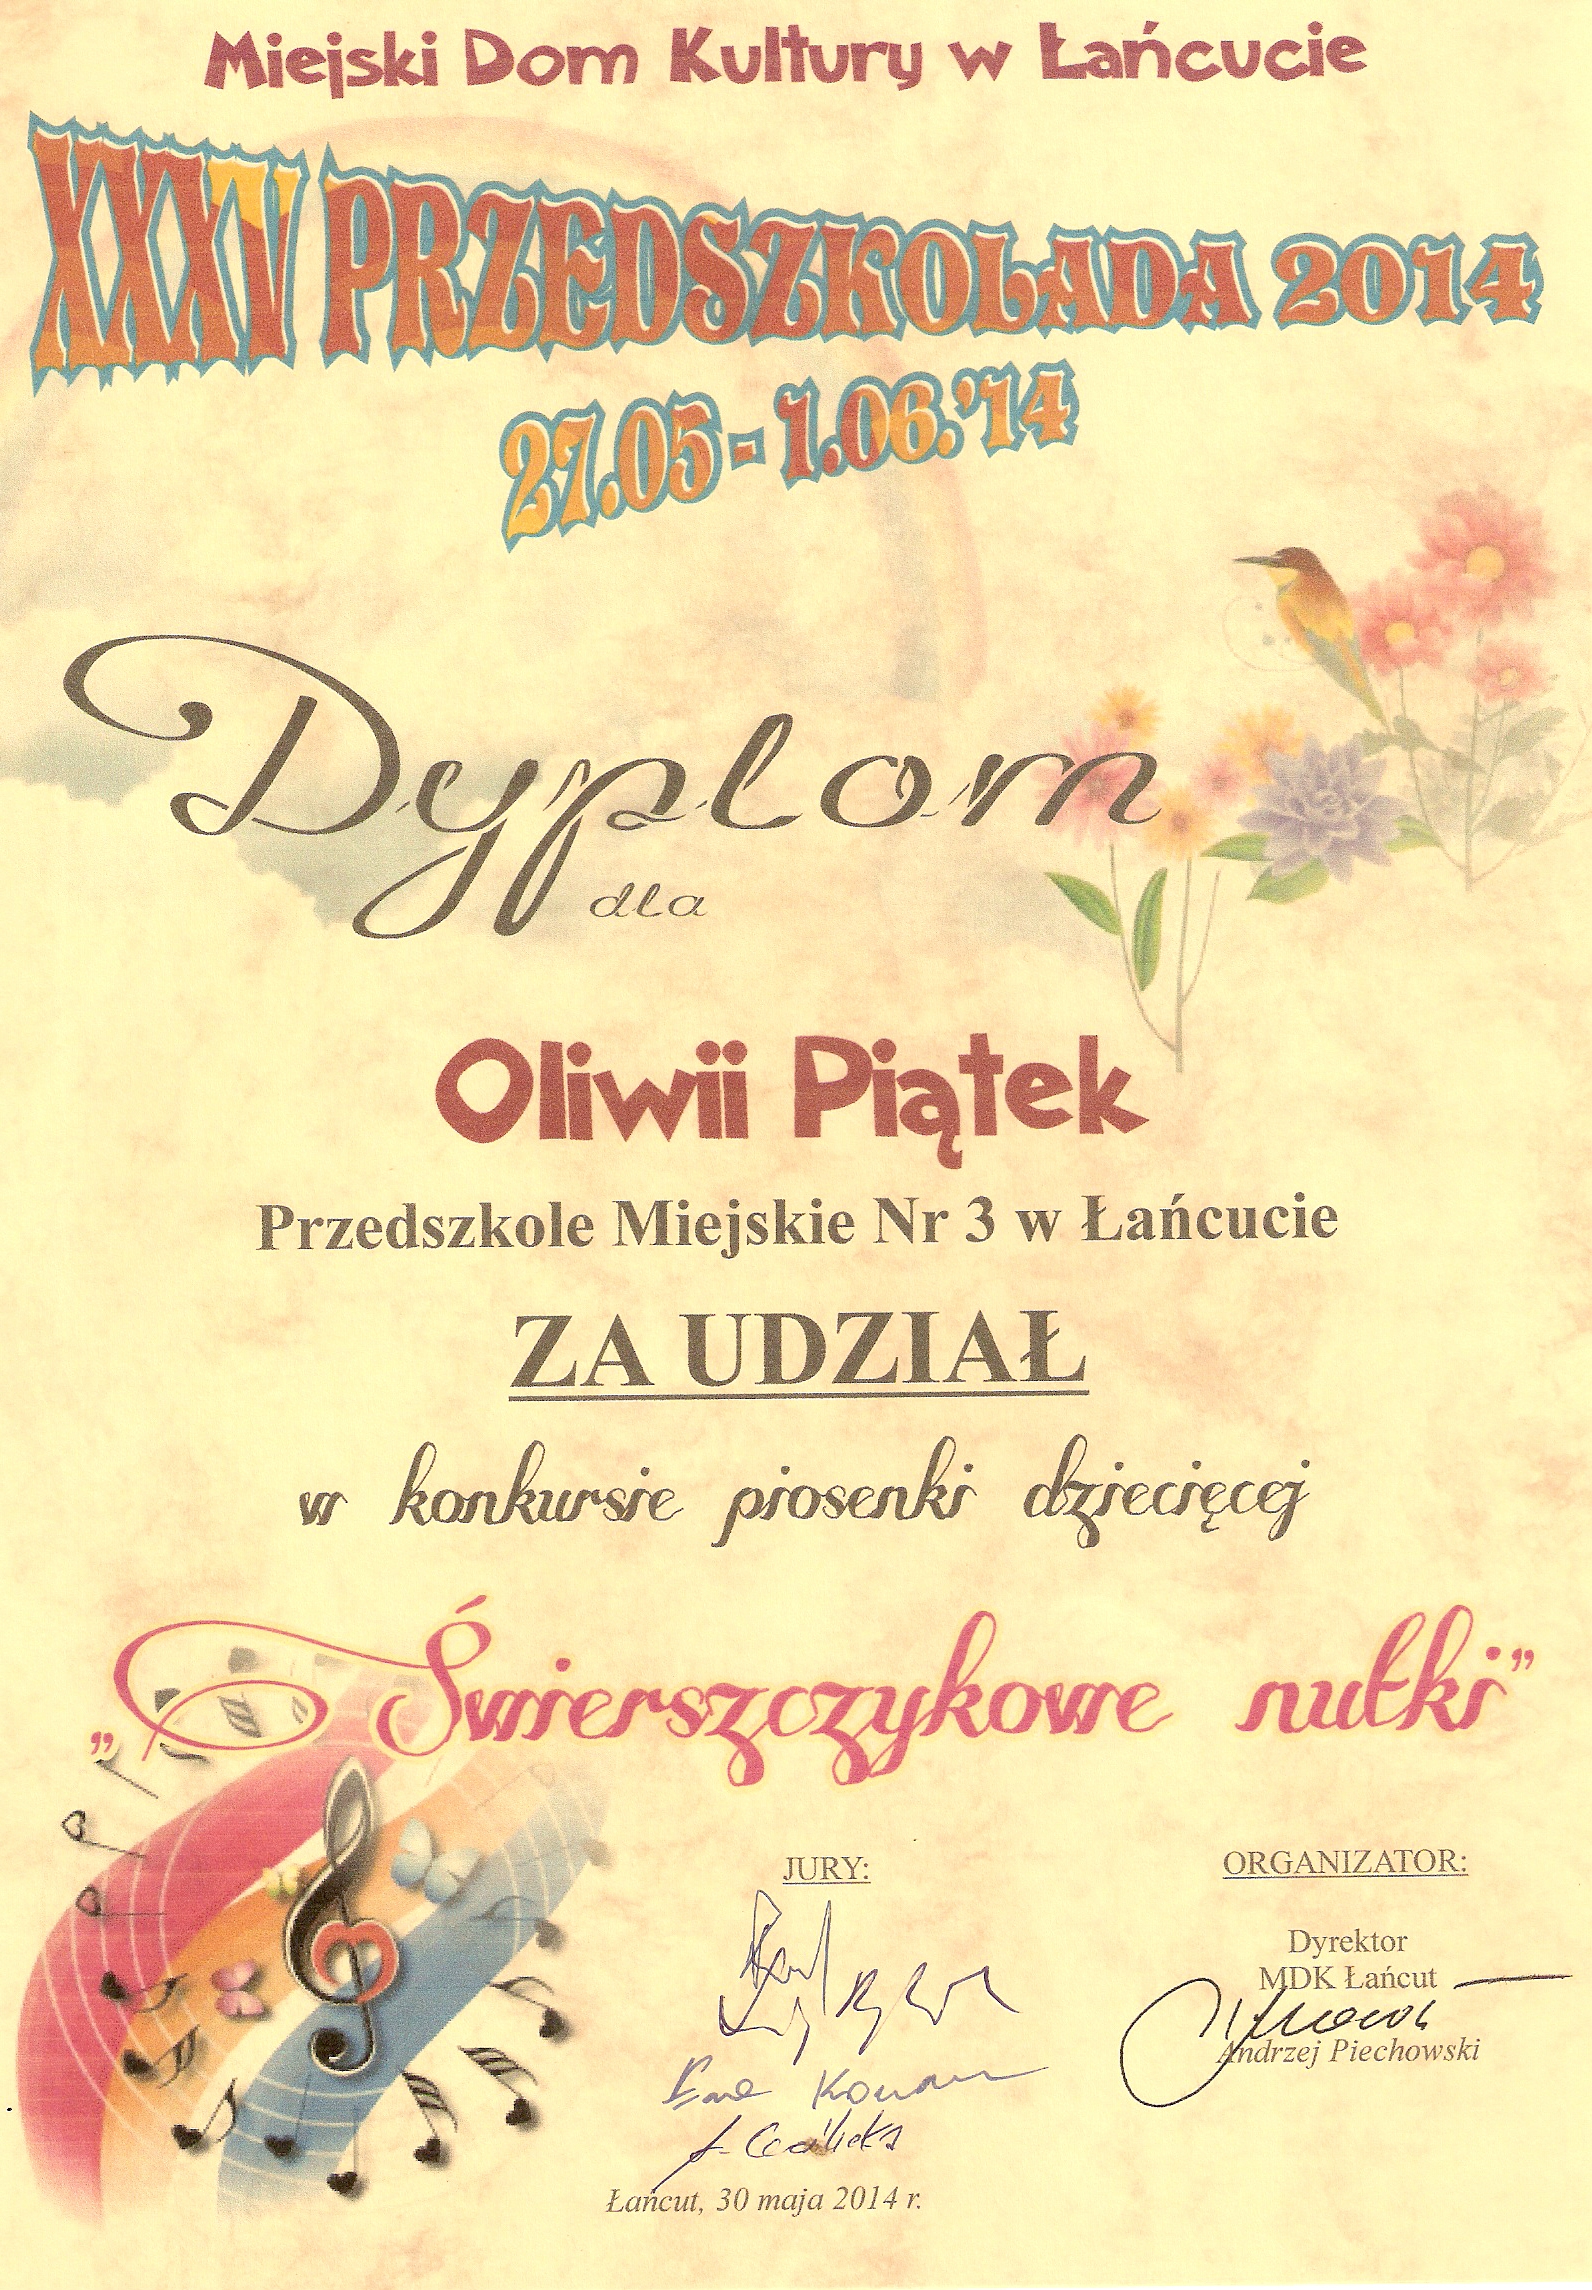 Miejski Dom Kultury w Łańcucie
XXXV PRZEDSZKOLADA 2014
27.05 - 1.06.'14
Dyplom
dla
Oliwii Piątek
Przedszkole Miejskie Nr 3 w Łańcucie
ZA UDZIAŁ
w konkursie piosenki dziecięcej
„Świerszczykowe nutki”
JURY:
ORGANIZATOR:
Dyrektor
MDK Łańcut
Andrzej Piechowski
Łańcut, 30 maja 2014 r.